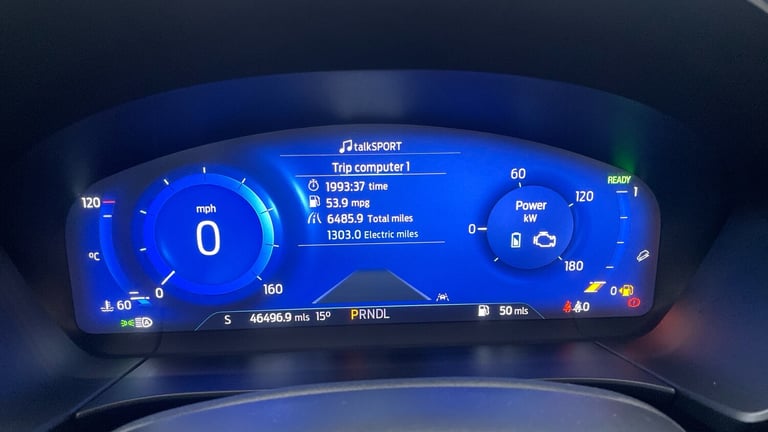 talkSPORT
Trip computer 1
1993:37 time
53.9 mpg
6485.9 Total miles
1303.0 Electric miles
120
°C
60
mph
0
0
160
READY
60
120
Power
kW
0
180
1
0
S 46496.9 mls 15° PRNDL 50 mls